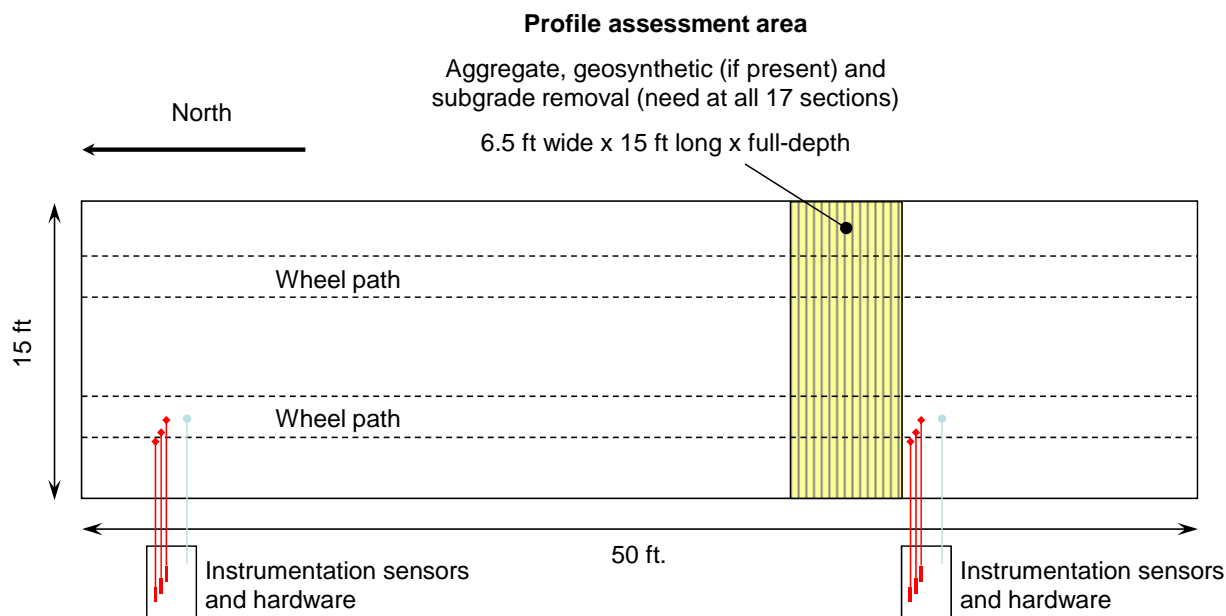 Profile assessment area
Aggregate, geosynthetic (if present) and
subgrade removal (need at all 17 sections)
6.5 ft wide x 15 ft long x full-depth
North
Wheel path
15 ft
Wheel path
50 ft.
Instrumentation sensors
and hardware
Instrumentation sensors
and hardware